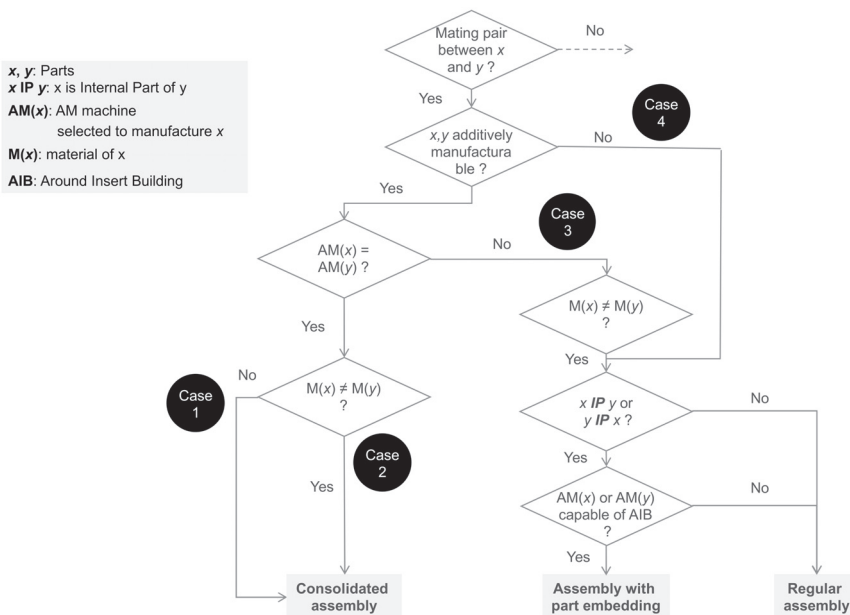 Mating pair
between x
and y ?
No
Yes
x, y: Parts
x IP y: x is Internal Part of y
AM(x): AM machine
selected to manufacture x
M(x): material of x
AIB: Around Insert Building
Case
4
x,y additively
manufactura
ble ?
No
Yes
Case
3
AM(x) =
AM(y) ?
No
Yes
M(x) ≠ M(y)
?
Yes
Case
1
No
M(x) ≠ M(y)
?
Case
2
Yes
x IP y or
y IP x ?
No
Yes
AM(x) or AM(y)
capable of AIB
?
No
Yes
Consolidated
assembly
Assembly with
part embedding
Regular
assembly